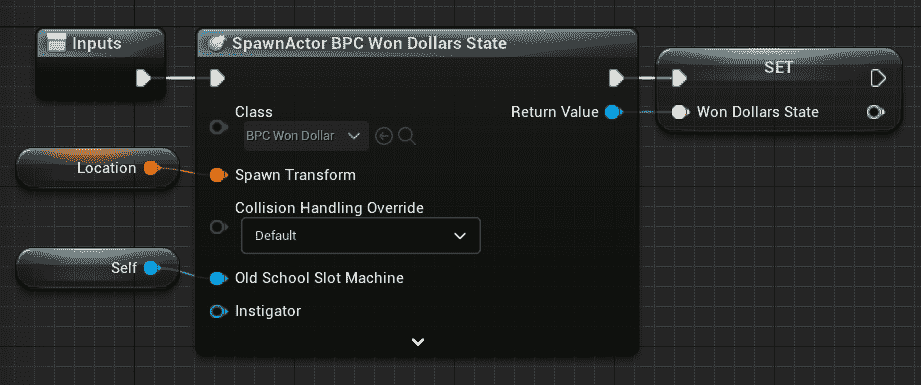 Inputs
SpawnActor BPC Won Dollars State
SET
Class
Return Value
Won Dollars State
BPC Won Dollar
Location
Spawn Transform
Collision Handling Override
Default
Self
Old School Slot Machine
Instigator